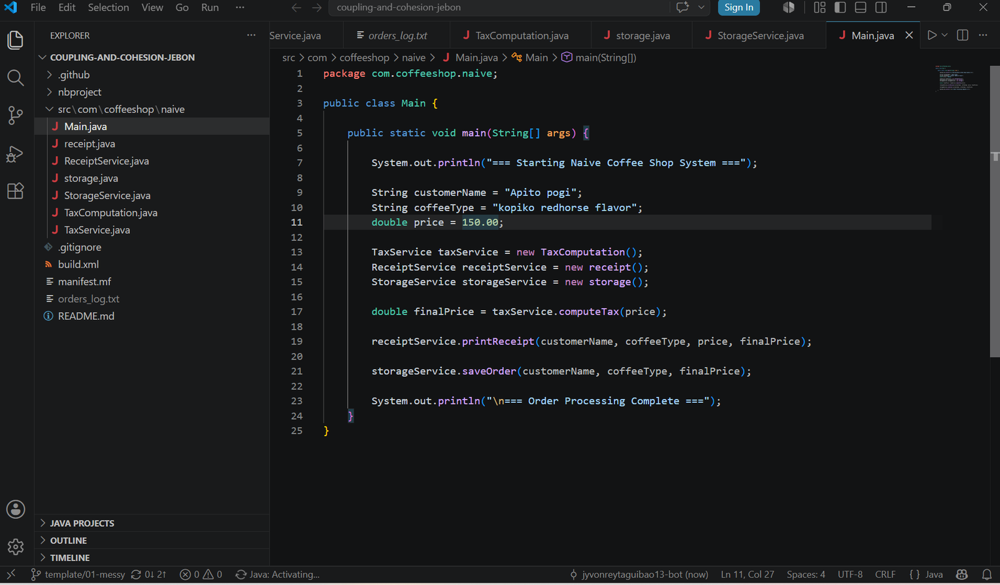 File Edit Selection View Go Run ··· coupling-and-cohesion-jebon Sign In
EXPLORER ···
COUPLING-AND-COHESION-JEBON
.github
nbproject
src\com\coffeeshop\naive
Main.java
receipt.java
ReceiptService.java
storage.java
StorageService.java
TaxComputation.java
TaxService.java
.gitignore
build.xml
manifest.mf
orders_log.txt
README.md
JAVA PROJECTS
OUTLINE
TIMELINE
Service.java orders_log.txt TaxComputation.java storage.java StorageService.java Main.java
src > com > coffeeshop > naive > Main.java > Main > main(String[])
1 package com.coffeeshop.naive;
2
3 public class Main {
4
5 public static void main(String[] args) {
6
7 System.out.println("=== Starting Naive Coffee Shop System ===");
8
9 String customerName = "Apito pogi";
10 String coffeeType = "kopiko redhorse flavor";
11 double price = 150.00;
12
13 TaxService taxService = new TaxComputation();
14 ReceiptService receiptService = new receipt();
15 StorageService storageService = new storage();
16
17 double finalPrice = taxService.computeTax(price);
18
19 receiptService.printReceipt(customerName, coffeeType, price, finalPrice);
20
21 storageService.saveOrder(customerName, coffeeType, finalPrice);
22
23 System.out.println("\n=== Order Processing Complete ===");
24 }
25 }
template/01-messy 0↓ 2↑ 0 0 Java: Activating... jyvonreytaguibao13-bot (now) Ln 11, Col 27 Spaces: 4 UTF-8 CRLF { } Java